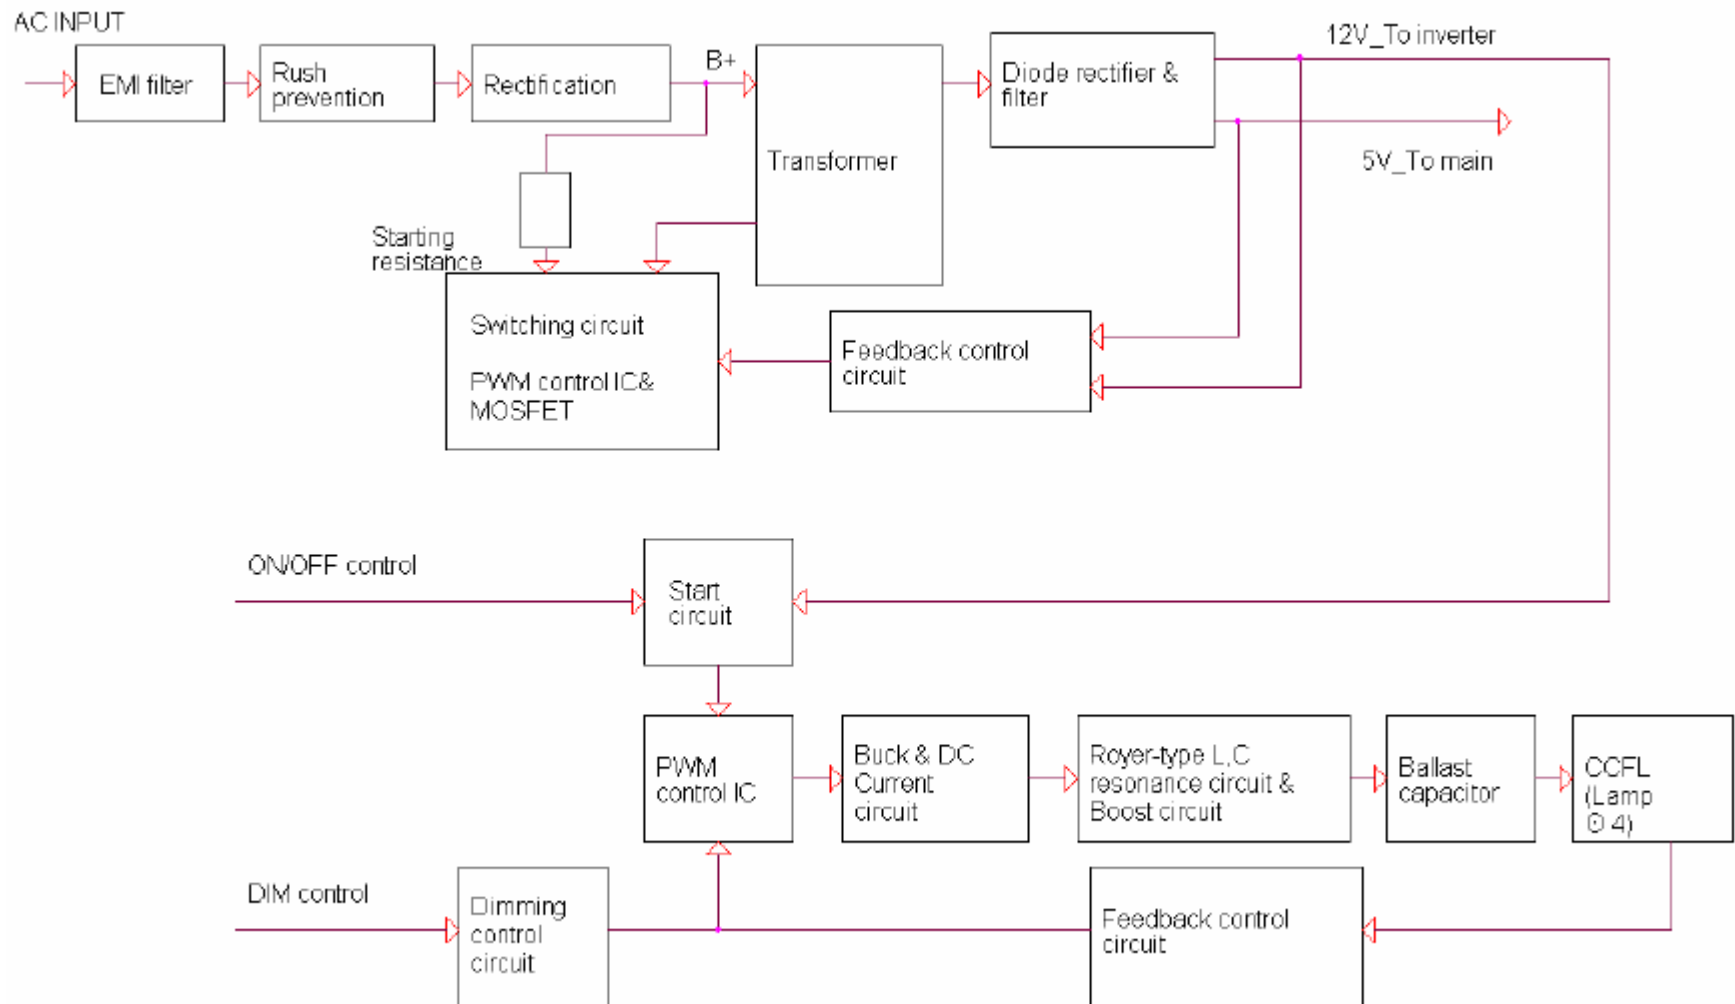 AC INPUT
EMI filter
Rush
prevention
Rectification
B+
Transformer
Diode rectifier &
filter
12V_To inverter
5V_To main
Starting
resistance
Switching circuit
PWM control IC&
MOSFET
Feedback control
circuit
ON/OFF control
Start
circuit
PWM
control IC
Buck & DC
Current
circuit
Royer-type L,C
resonance circuit &
Boost circuit
Ballast
capacitor
CCFL
(Lamp
4)
DIM control
Dimming
control
circuit
Feedback control
circuit